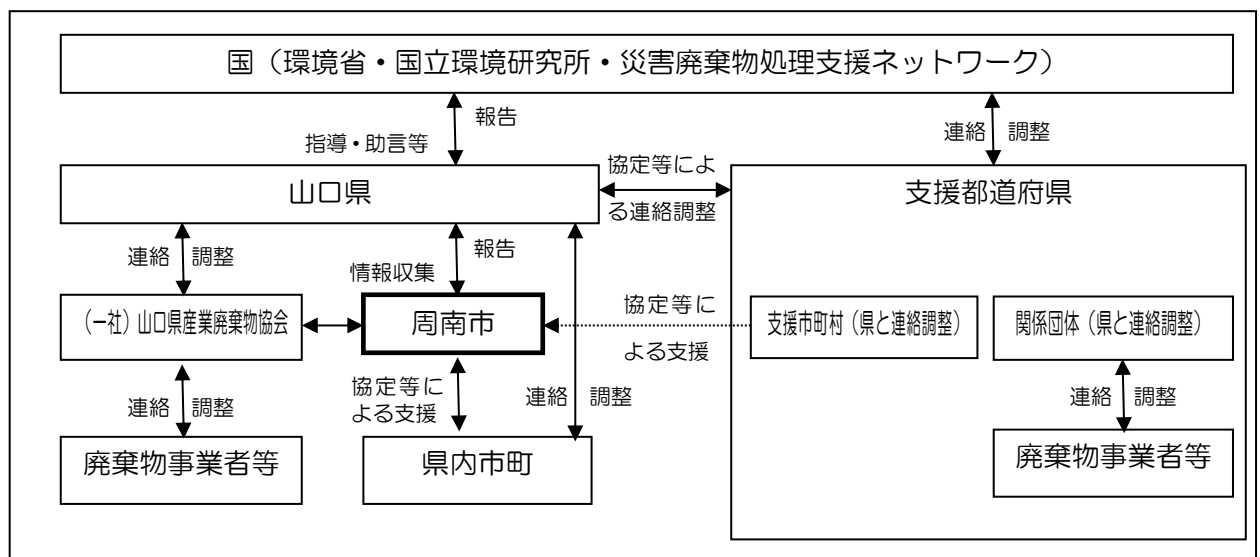 国（環境省・国立環境研究所・災害廃棄物処理支援ネットワーク）
報告
指導・助言等
連絡 調整
山口県
協定等によ
る連絡調整
支援都道府県
連絡 調整
報告
情報収集
（一社）山口県産業廃棄物協会
周南市
協定等に
よる支援
支援市町村（県と連絡調整）
関係団体（県と連絡調整）
連絡 調整
協定等に
よる支援
連絡 調整
連絡 調整
廃棄物事業者等
県内市町
廃棄物事業者等